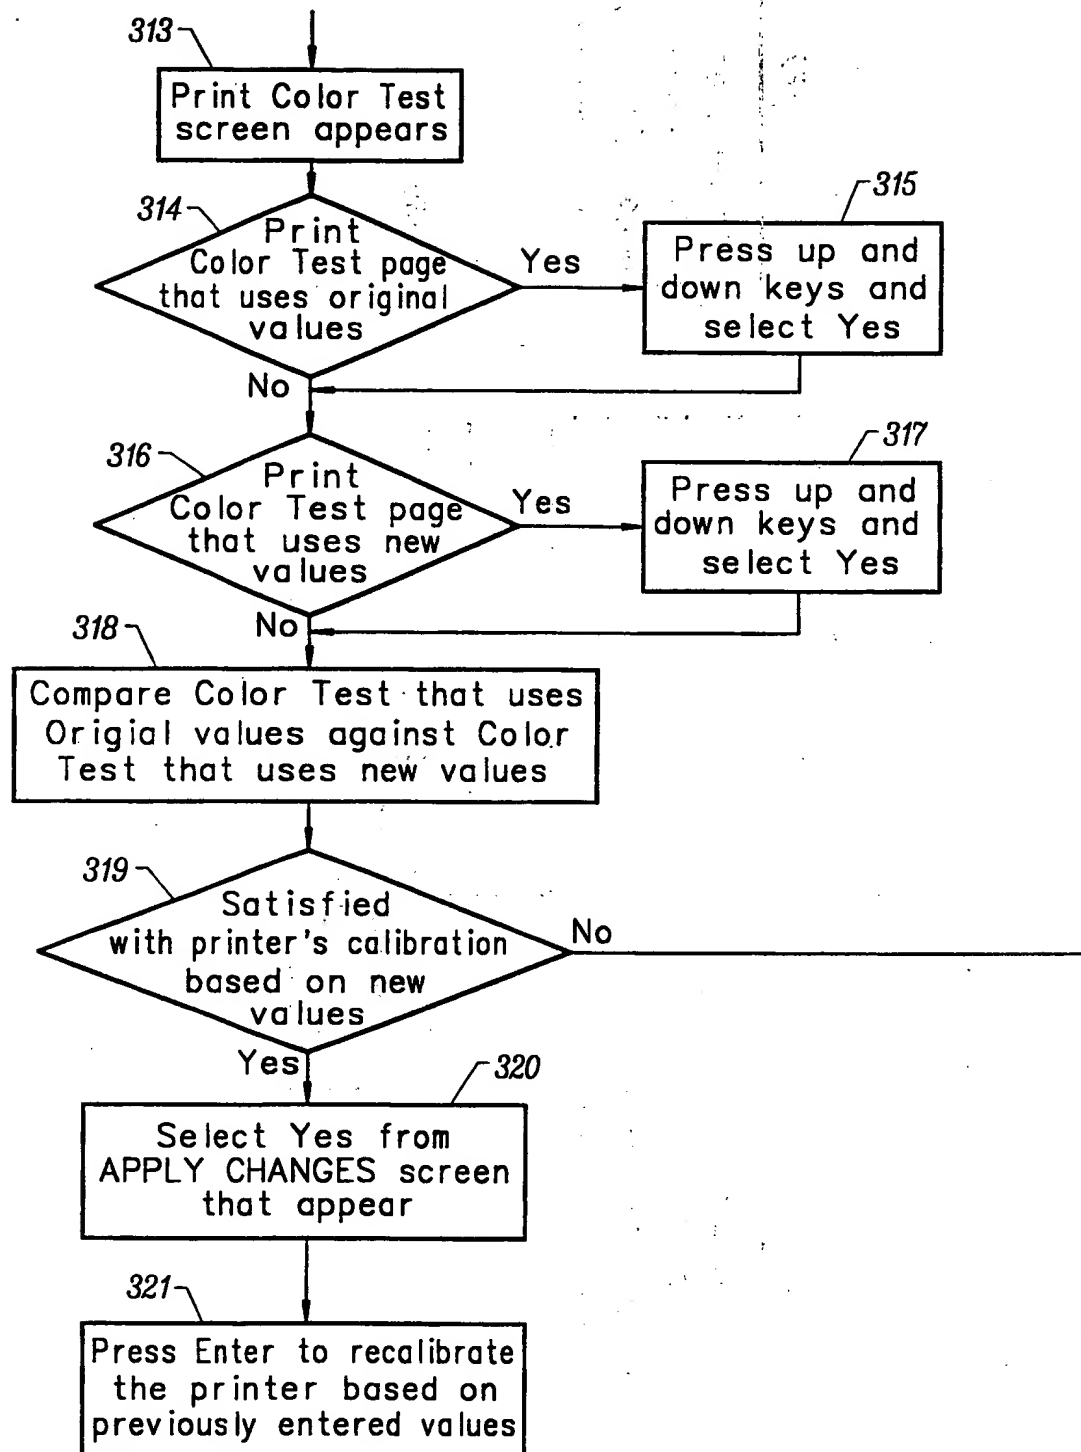 313
Print Color Test
screen appears
314
Print
Color Test page
that uses original
values
Yes
315
Press up and
down keys and
select Yes
No
316
Print
Color Test page
that uses new
values
Yes
317
Press up and
down keys and
select Yes
No
318
Compare Color Test that uses
Origial values against Color
Test that uses new values
319
Satisfied
with printer's calibration
based on new
values
No
Yes
320
Select Yes from
APPLY CHANGES screen
that appear
321
Press Enter to recalibrate
the printer based on
previously entered values